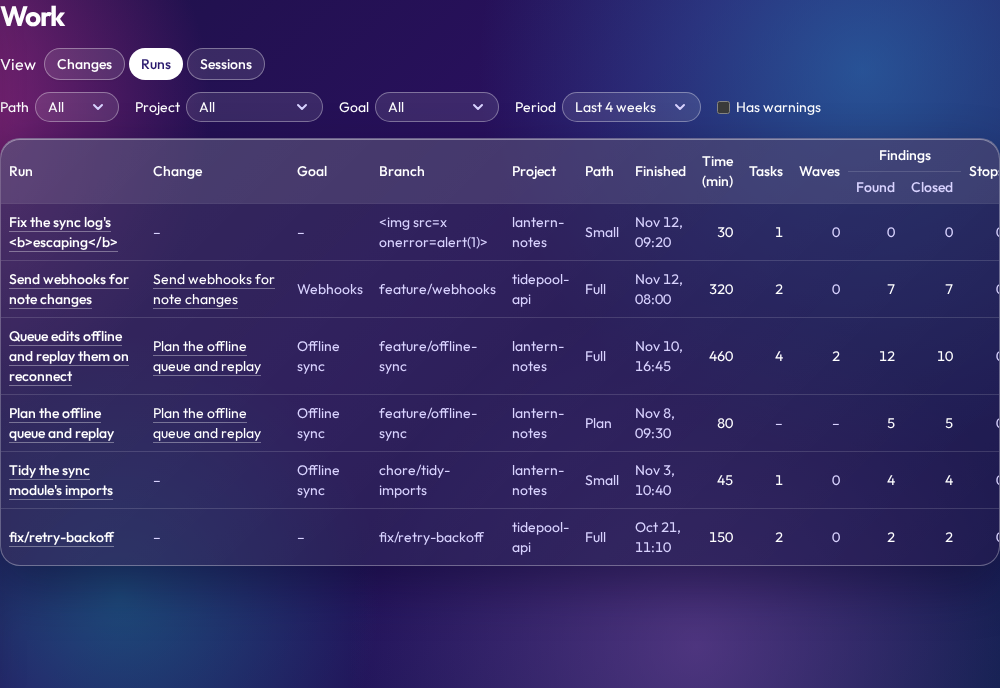 Work
View Changes Runs Sessions
Path All Project All Goal All Period Last 4 weeks Has warnings
Run Change Goal Branch Project Path Finished Time (min) Tasks Waves Findings Found Closed
Fix the sync log's <b>escaping</b> – – <img src=x onerror=alert(1)> lantern-notes Small Nov 12, 09:20 30 1 0 0 0
Send webhooks for note changes Send webhooks for note changes Webhooks feature/webhooks tidepool-api Full Nov 12, 08:00 320 2 0 7 7
Queue edits offline and replay them on reconnect Plan the offline queue and replay Offline sync feature/offline-sync lantern-notes Full Nov 10, 16:45 460 4 2 12 10
Plan the offline queue and replay Plan the offline queue and replay Offline sync feature/offline-sync lantern-notes Plan Nov 8, 09:30 80 – – 5 5
Tidy the sync module's imports – Offline sync chore/tidy-imports lantern-notes Small Nov 3, 10:40 45 1 0 4 4
fix/retry-backoff – – fix/retry-backoff tidepool-api Full Oct 21, 11:10 150 2 0 2 2